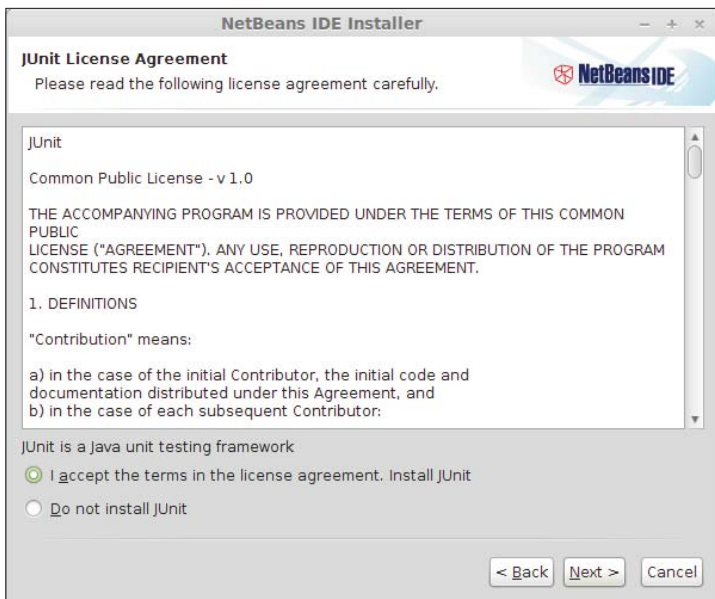 NetBeans IDE Installer
JUnit License Agreement
Please read the following license agreement carefully.
NetBeans IDE
JUnit
Common Public License - v 1.0
THE ACCOMPANYING PROGRAM IS PROVIDED UNDER THE TERMS OF THIS COMMON
PUBLIC
LICENSE ("AGREEMENT"). ANY USE, REPRODUCTION OR DISTRIBUTION OF THE PROGRAM
CONSTITUTES RECIPIENT'S ACCEPTANCE OF THIS AGREEMENT.
1. DEFINITIONS
"Contribution" means:
a) in the case of the initial Contributor, the initial code and
documentation distributed under this Agreement, and
b) in the case of each subsequent Contributor:
JUnit is a Java unit testing framework
I accept the terms in the license agreement. Install JUnit
Do not install JUnit
< Back Next > Cancel